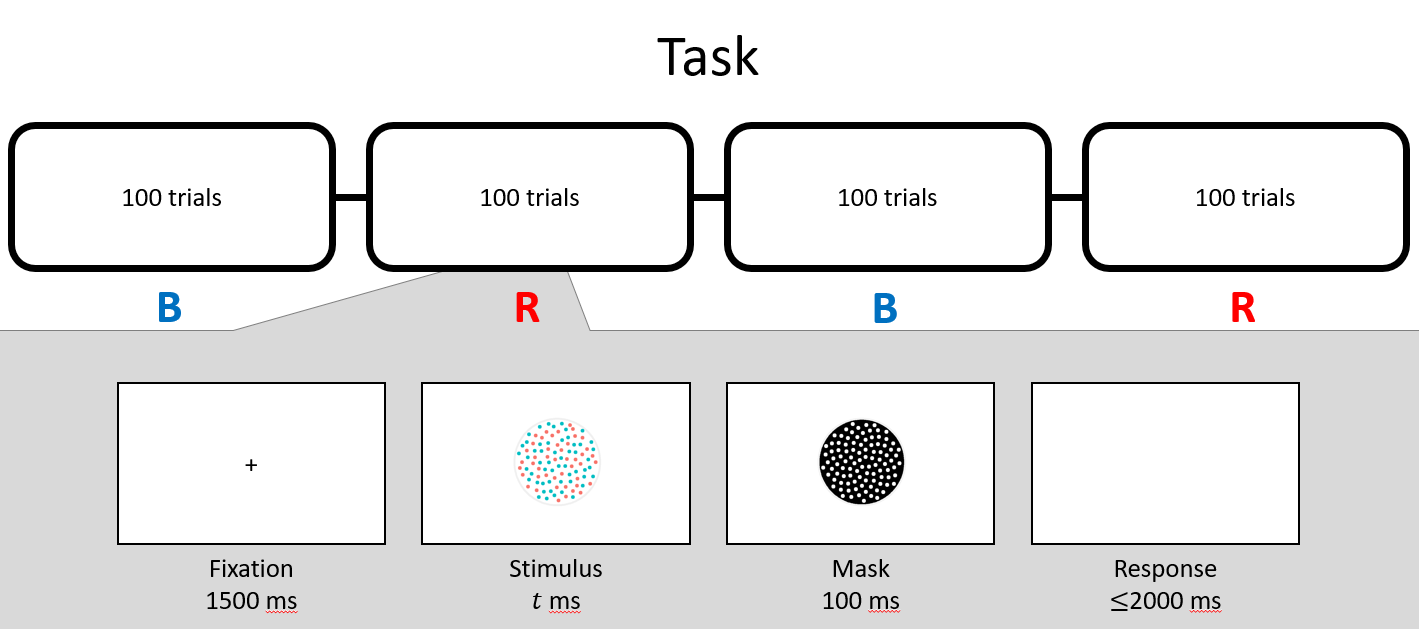 Task
100 trials
100 trials
100 trials
100 trials
B
R
B
R
+
Fixation
1500 ms
Stimulus
t ms
Mask
100 ms
Response
≤2000 ms